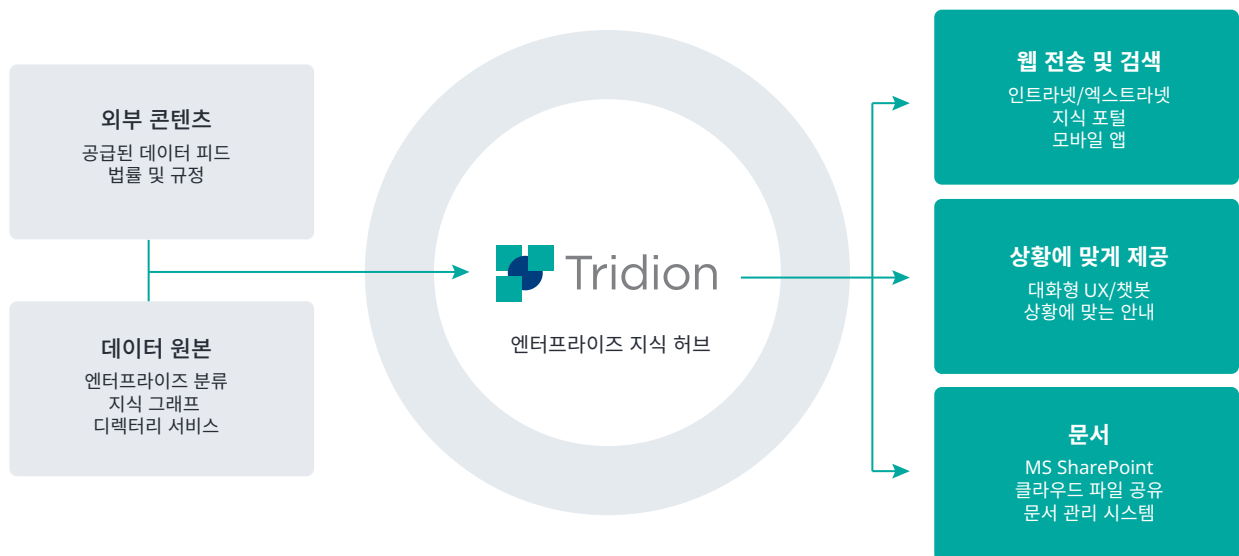 외부 콘텐츠
공급된 데이터 피드
법률 및 규정
데이터 원본
엔터프라이즈 분류
지식 그래프
디렉터리 서비스
Tridion
엔터프라이즈 지식 허브
웹 전송 및 검색
인트라넷/엑스트라넷
지식 포털
모바일 앱
상황에 맞게 제공
대화형 UX/챗봇
상황에 맞는 안내
문서
MS SharePoint
클라우드 파일 공유
문서 관리 시스템